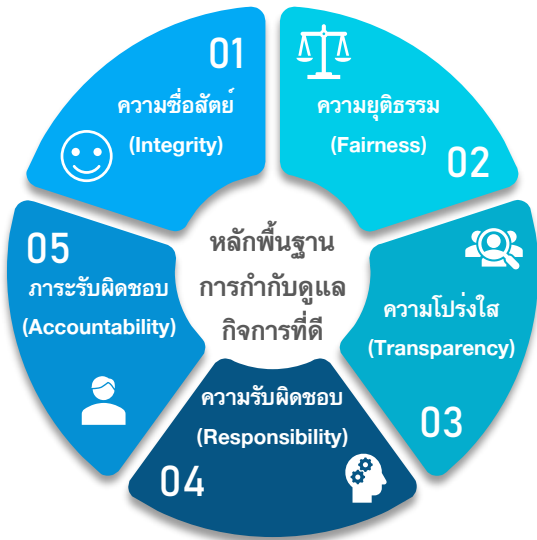 หลักพื้นฐาน
การกำกับดูแล
กิจการที่ดี
01
ความซื่อสัตย์
(Integrity)
ความยุติธรรม
(Fairness)
02
ความโปร่งใส
(Transparency)
03
ความรับผิดชอบ
(Responsibility)
04
05
ภาระรับผิดชอบ
(Accountability)